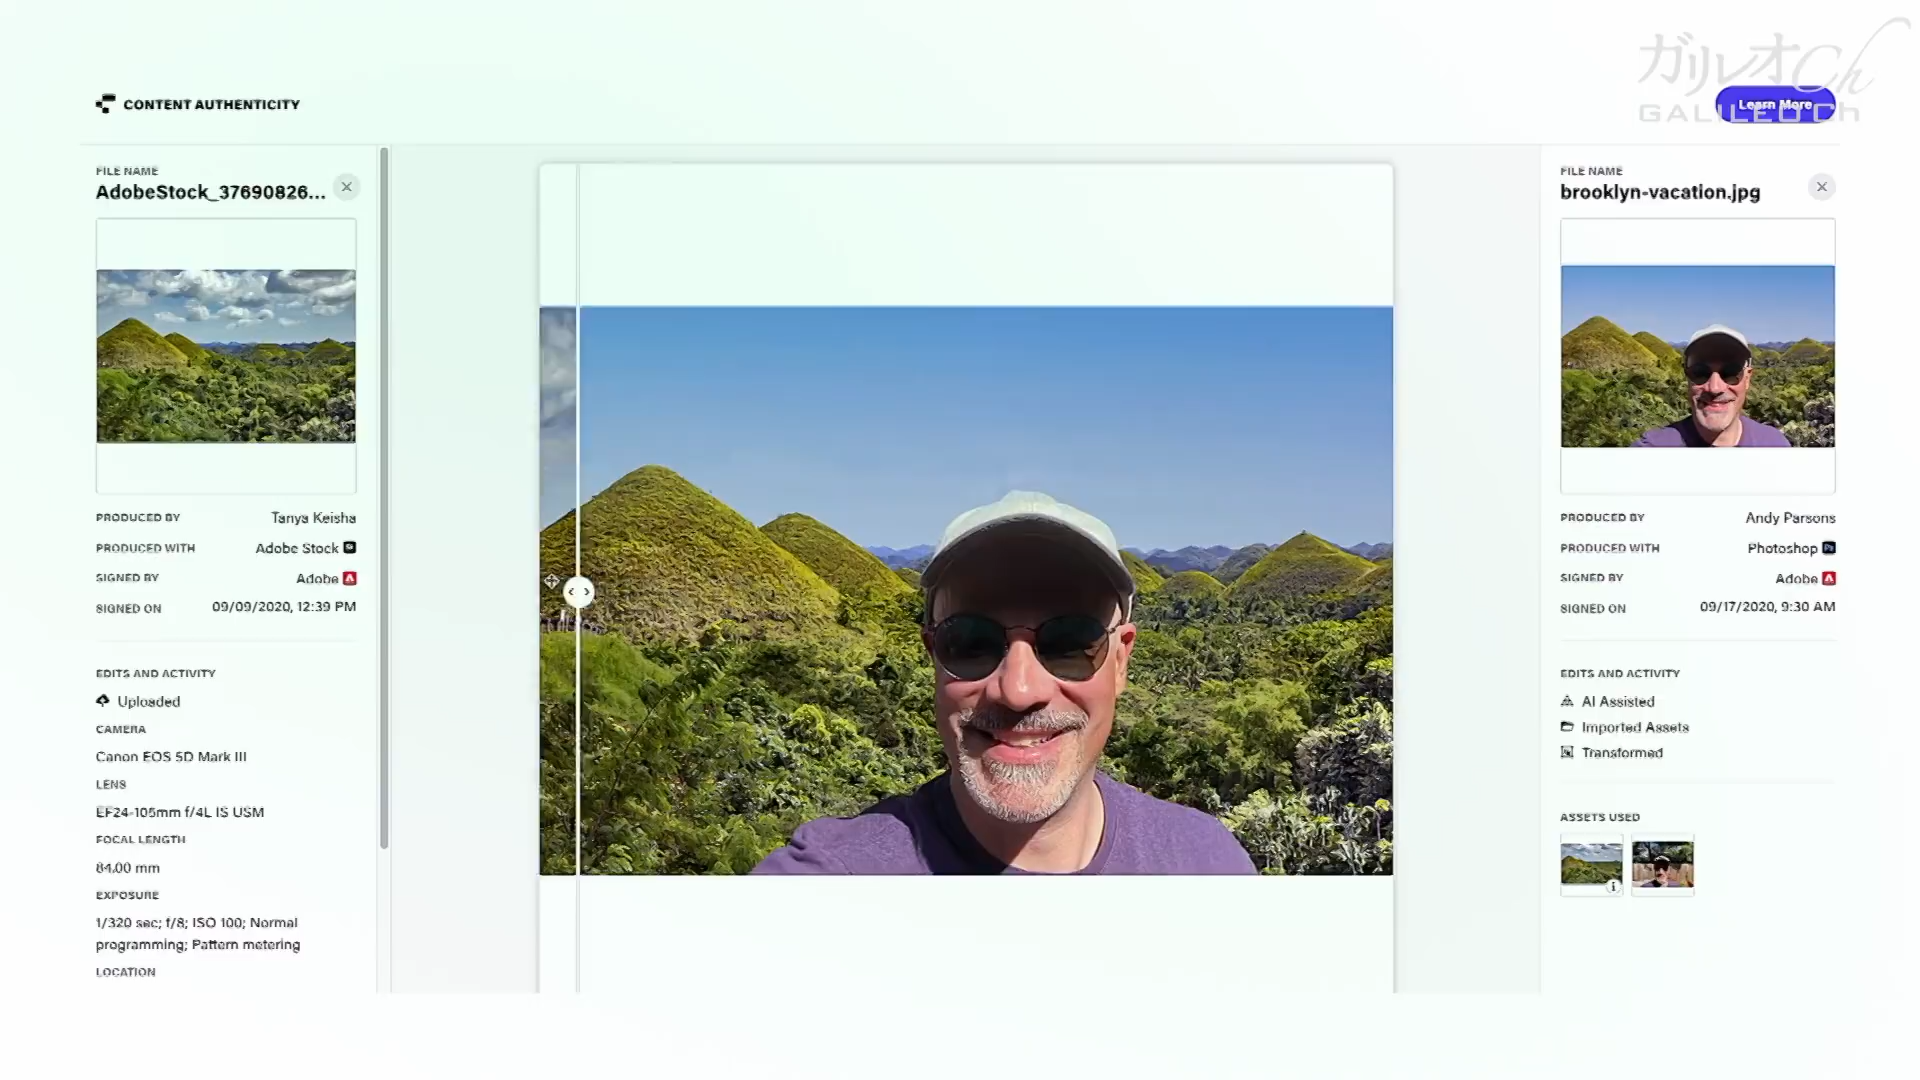 ガリレオCh
GALILEO Ch
CONTENT AUTHENTICITY
Learn More
FILE NAME
AdobeStock_37690826...
PRODUCED BY Tanya Keisha
PRODUCED WITH Adobe Stock
SIGNED BY Adobe
SIGNED ON 09/09/2020, 12:39 PM
EDITS AND ACTIVITY
Uploaded
CAMERA
Canon EOS 5D Mark III
LENS
EF24-105mm f/4L IS USM
FOCAL LENGTH
84.00 mm
EXPOSURE
1/320 sec; f/8; ISO 100; Normal
programming; Pattern metering
LOCATION
FILE NAME
brooklyn-vacation.jpg
PRODUCED BY Andy Parsons
PRODUCED WITH Photoshop Ps
SIGNED BY Adobe
SIGNED ON 09/17/2020, 9:30 AM
EDITS AND ACTIVITY
AI Assisted
Imported Assets
Transformed
ASSETS USED